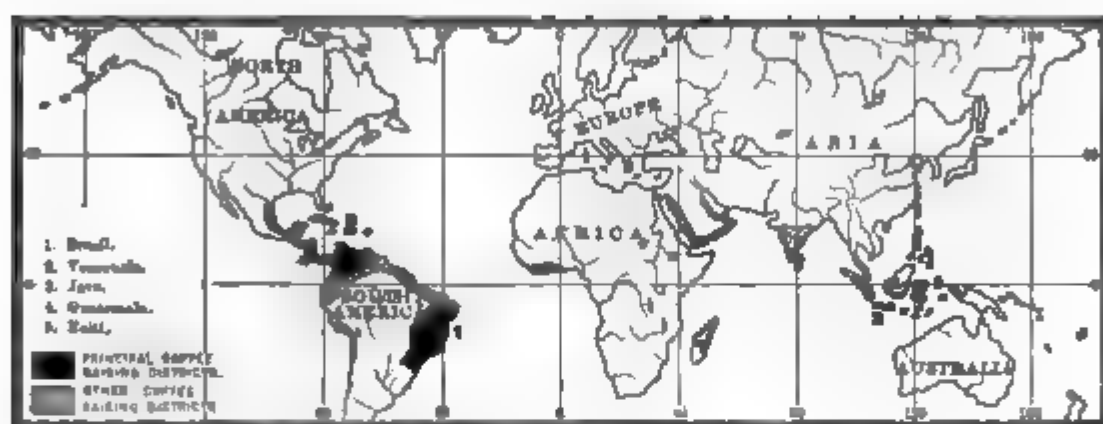 NORTH
AMERICA
EUROPE
ASIA
AFRICA
SOUTH
AMERICA
AUSTRALIA
1. Brazil.
2. Venezuela.
3. Java.
4. Guatemala.
5. Haiti.
PRINCIPAL COFFEE
RAISING DISTRICTS.
OTHER COFFEE
RAISING DISTRICTS